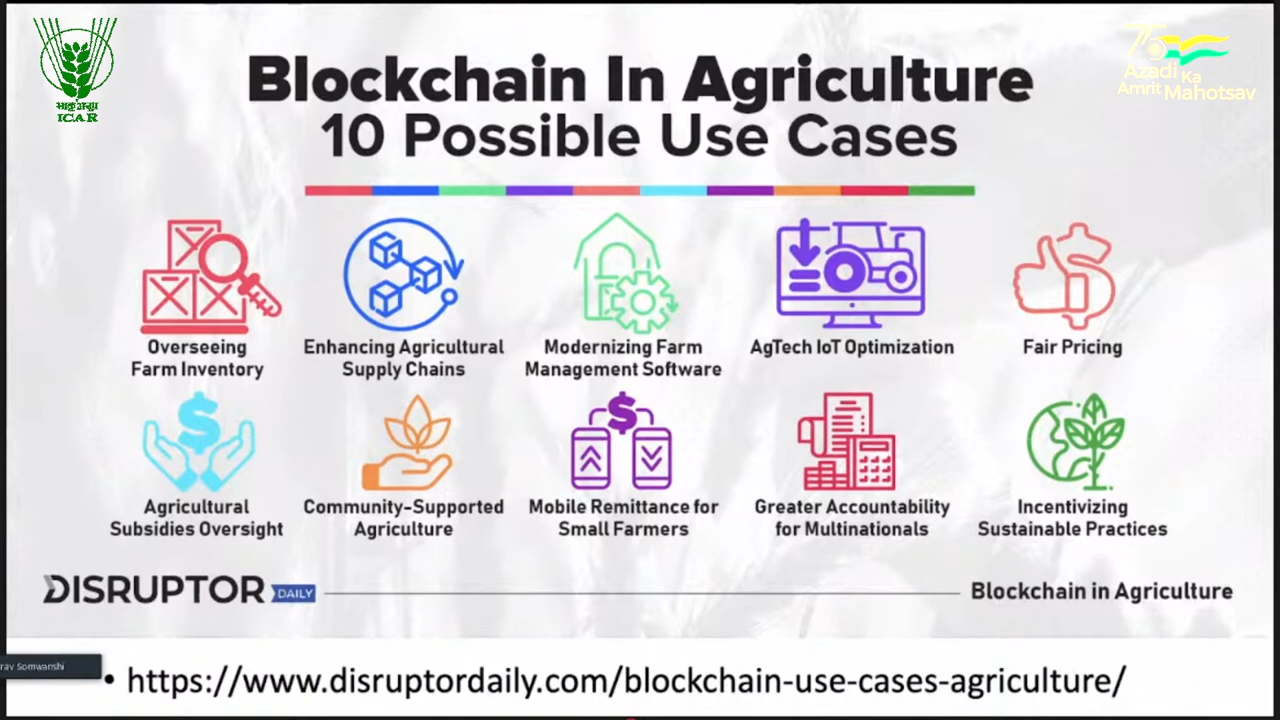 ICAR
75
Azadi Ka
Amrit Mahotsav
Blockchain In Agriculture
10 Possible Use Cases
Overseeing
Farm Inventory
Enhancing Agricultural
Supply Chains
Modernizing Farm
Management Software
AgTech IoT Optimization
Fair Pricing
Agricultural
Subsidies Oversight
Community-Supported
Agriculture
Mobile Remittance for
Small Farmers
Greater Accountability
for Multinationals
Incentivizing
Sustainable Practices
DISRUPTOR DAILY
Blockchain in Agriculture
rav Somwanshi
• https://www.disruptordaily.com/blockchain-use-cases-agriculture/